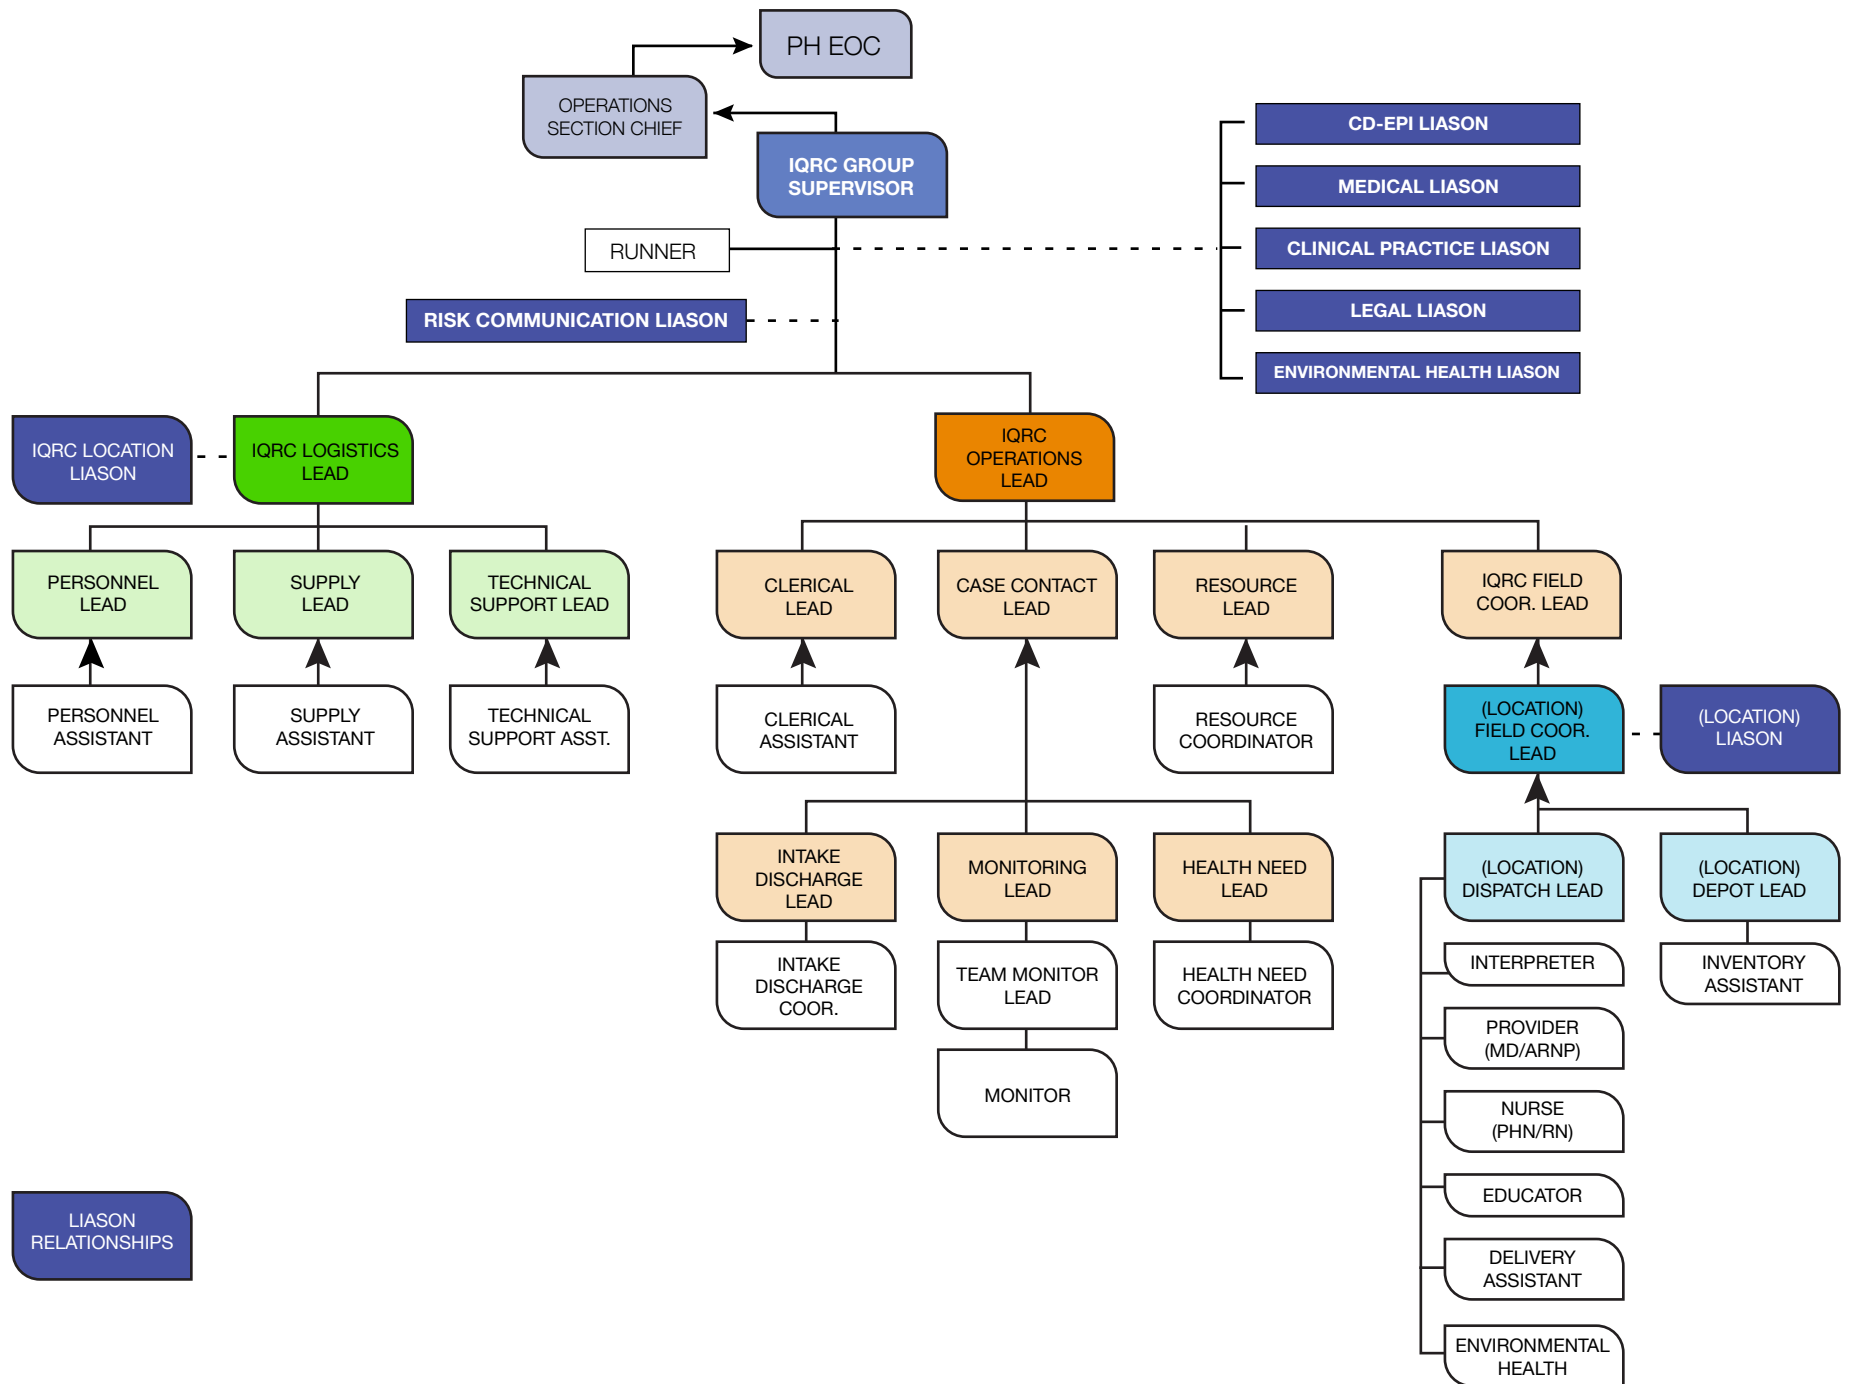 PH EOC
OPERATIONS
SECTION CHIEF
IQRC GROUP
SUPERVISOR
RUNNER
RISK COMMUNICATION LIASON
CD-EPI LIASON
MEDICAL LIASON
CLINICAL PRACTICE LIASON
LEGAL LIASON
ENVIRONMENTAL HEALTH LIASON
IQRC LOCATION
LIASON
IQRC LOGISTICS
LEAD
IQRC
OPERATIONS
LEAD
PERSONNEL
LEAD
SUPPLY
LEAD
TECHNICAL
SUPPORT LEAD
CLERICAL
LEAD
CASE CONTACT
LEAD
RESOURCE
LEAD
IQRC FIELD
COOR. LEAD
PERSONNEL
ASSISTANT
SUPPLY
ASSISTANT
TECHNICAL
SUPPORT ASST.
CLERICAL
ASSISTANT
RESOURCE
COORDINATOR
(LOCATION)
FIELD COOR.
LEAD
(LOCATION)
LIASON
INTAKE
DISCHARGE
LEAD
MONITORING
LEAD
HEALTH NEED
LEAD
(LOCATION)
DISPATCH LEAD
(LOCATION)
DEPOT LEAD
INTAKE
DISCHARGE
COOR.
TEAM MONITOR
LEAD
HEALTH NEED
COORDINATOR
INTERPRETER
INVENTORY
ASSISTANT
PROVIDER
(MD/ARNP)
MONITOR
NURSE
(PHN/RN)
EDUCATOR
DELIVERY
ASSISTANT
ENVIRONMENTAL
HEALTH
LIASON
RELATIONSHIPS